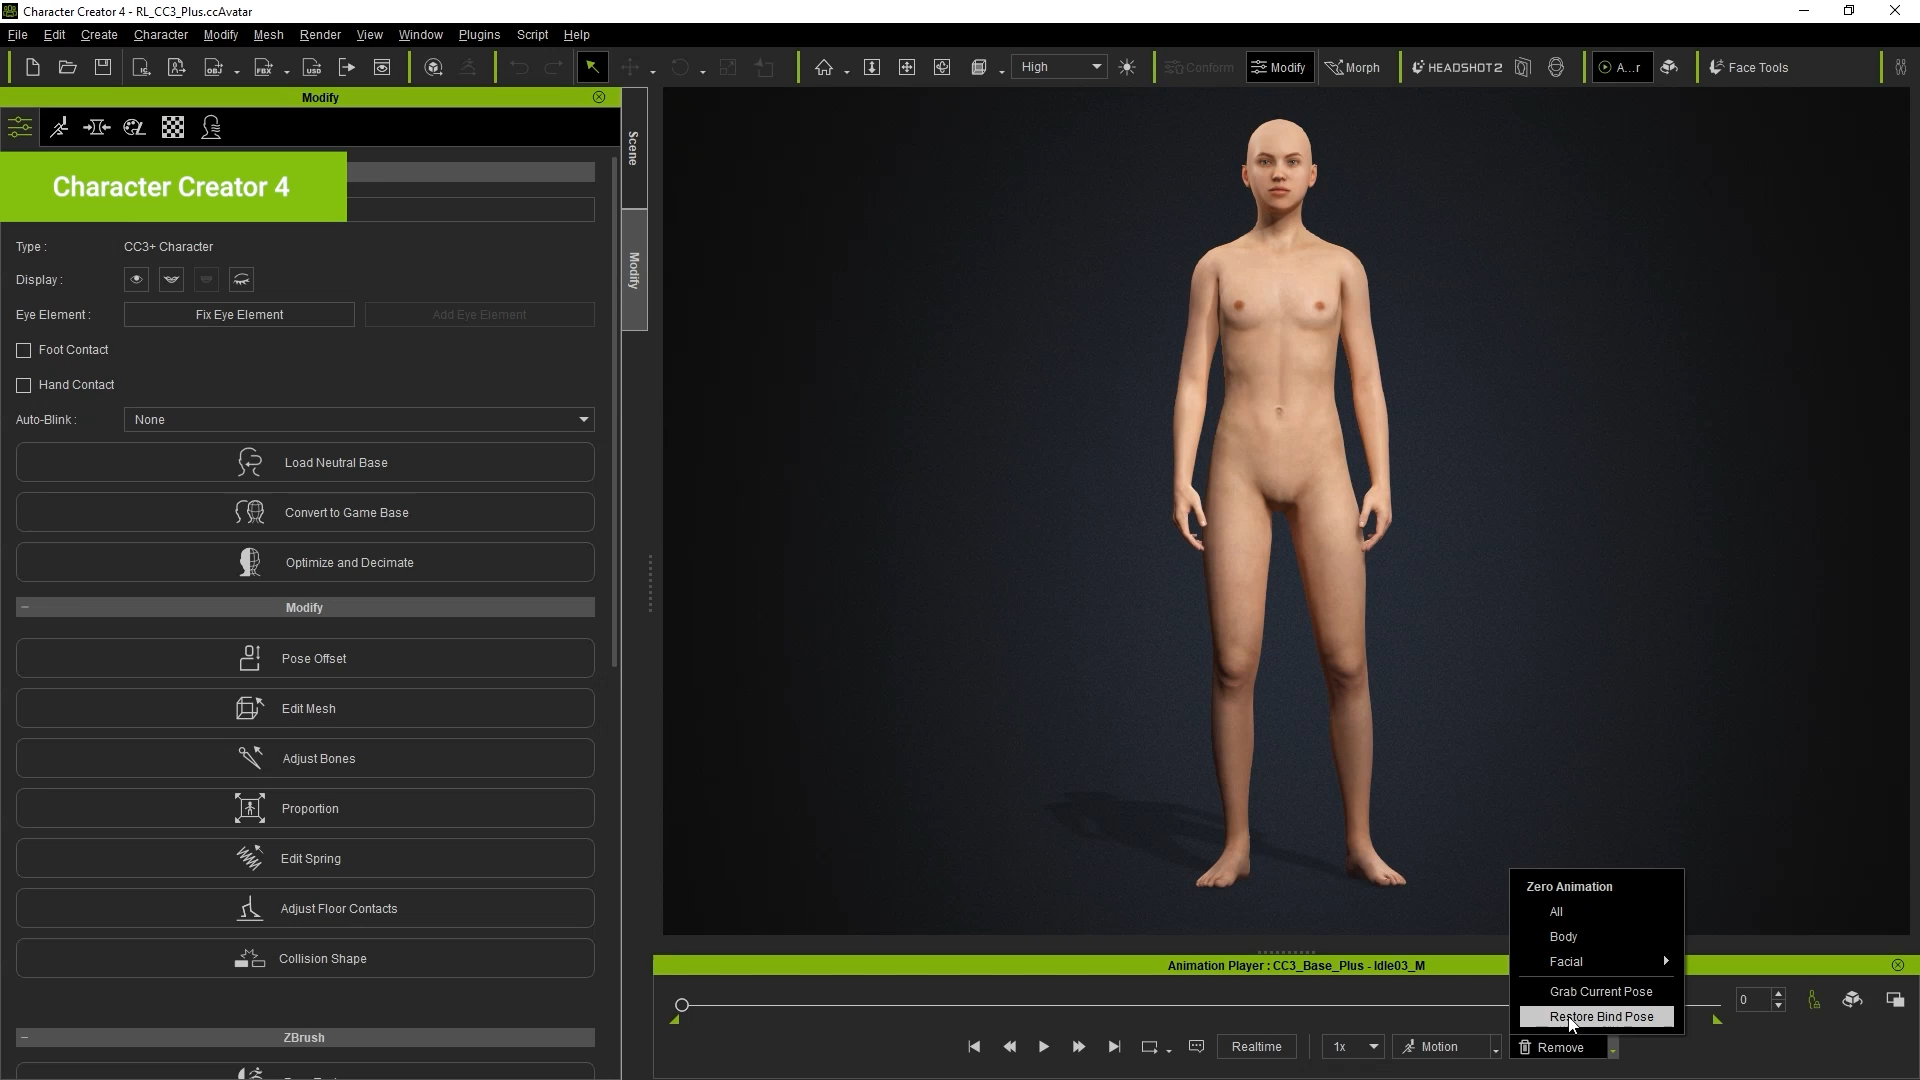 Character Creator 4 - RL_CC3_Plus.ccAvatar
File Edit Create Character Modify Mesh Render View Window Plugins Script Help
High
Conform
Modify
Morph
HEADSHOT 2
A...r
Face Tools
Modify
Scene
Modify
Character Creator 4
Type :
CC3+ Character
Display :
Eye Element :
Fix Eye Element
Add Eye Element
Foot Contact
Hand Contact
Auto-Blink :
None
Load Neutral Base
Convert to Game Base
Optimize and Decimate
Modify
Pose Offset
Edit Mesh
Adjust Bones
Proportion
Edit Spring
Adjust Floor Contacts
Collision Shape
ZBrush
Zero Animation
All
Body
Facial
Grab Current Pose
Restore Bind Pose
Animation Player : CC3_Base_Plus - Idle03_M
0
Realtime
1x
Motion
Remove